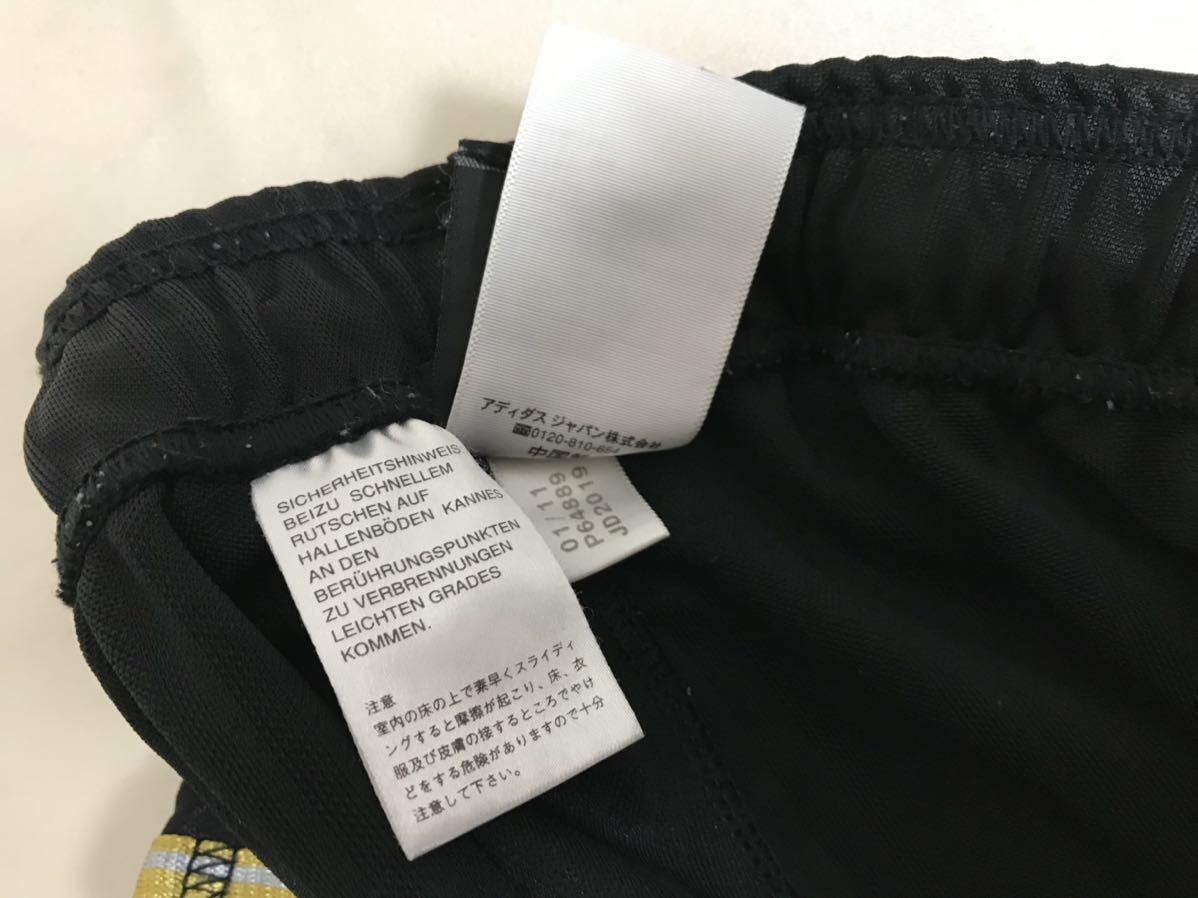 アディダス ジャパン株式会社
☎0120-810-654
中国製
01/11
P64889
JD2019
SICHERHEITSHINWEIS:
BEIZU SCHNELLEM
RUTSCHEN AUF
HALLENBÖDEN KANNES
AN DEN
BERÜHRUNGSPUNKTEN
ZU VERBRENNUNGEN
LEICHTEN GRADES
KOMMEN.
注意
室内の床の上で素早くスライディ
ングすると摩擦が起こり、床、衣
服及び皮膚の接するところでやけ
どをする危険がありますので十分
注意して下さい。